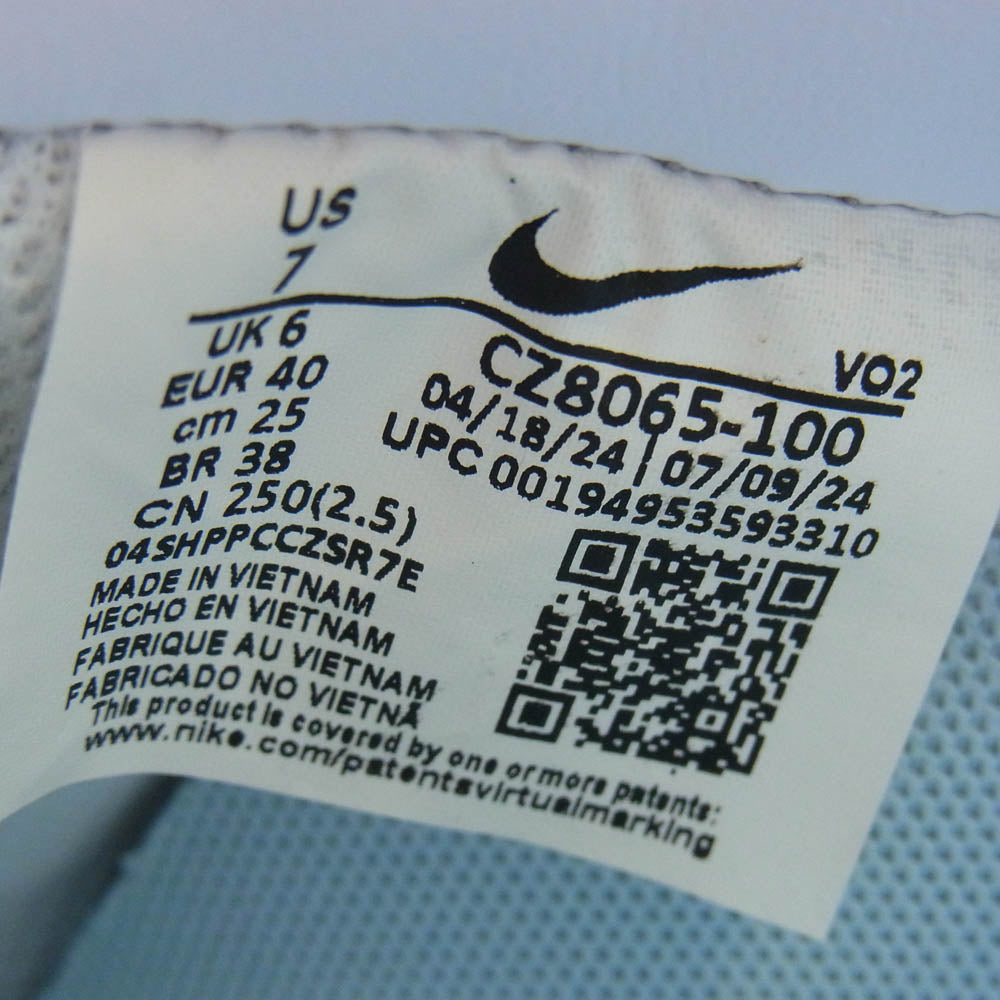 US
7
UK 6
EUR 40
cm 25
BR 38
CN 250(2.5)
04SHPPCCZSR7E
MADE IN VIETNAM
HECHO EN VIETNAM
FABRIQUE AU VIETNAM
FABRICADO NO VIETNÃ
This product is covered by one or more patents:
www.nike.com/patentsvirtualmarking
VO2
CZ8065-100
04/18/24 | 07/09/24
UPC 00194953593310